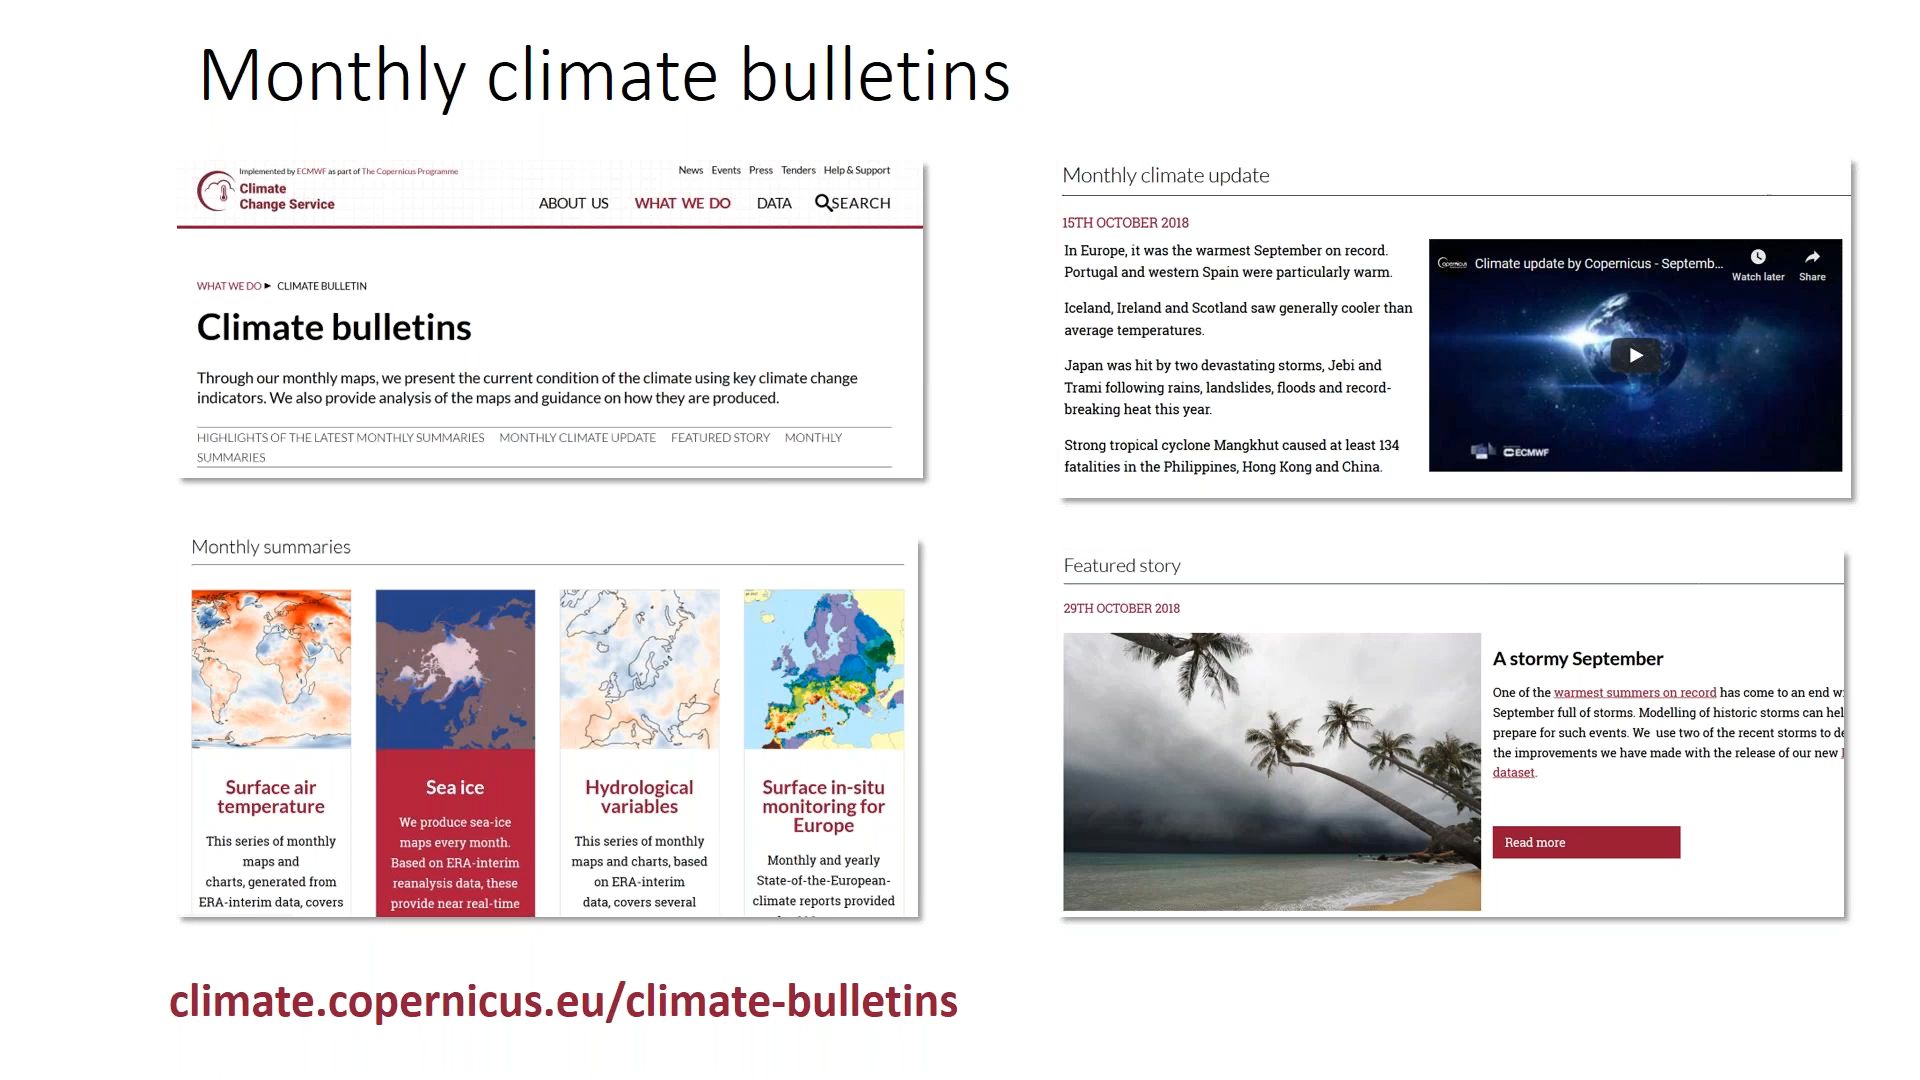 Monthly climate bulletins
Implemented by ECMWF as part of The Copernicus Programme
Climate
Change Service
News Events Press Tenders Help & Support
ABOUT US WHAT WE DO DATA SEARCH
WHAT WE DO ▶ CLIMATE BULLETIN
Climate bulletins
Through our monthly maps, we present the current condition of the climate using key climate change
indicators. We also provide analysis of the maps and guidance on how they are produced.
HIGHLIGHTS OF THE LATEST MONTHLY SUMMARIES MONTHLY CLIMATE UPDATE FEATURED STORY MONTHLY
SUMMARIES
Monthly climate update
15TH OCTOBER 2018
In Europe, it was the warmest September on record.
Portugal and western Spain were particularly warm.
Iceland, Ireland and Scotland saw generally cooler than
average temperatures.
Japan was hit by two devastating storms, Jebi and
Trami following rains, landslides, floods and record-
breaking heat this year.
Strong tropical cyclone Mangkhut caused at least 134
fatalities in the Philippines, Hong Kong and China.
Copernicus
Climate update by Copernicus - Septemb...
Watch later Share
ECMWF
Monthly summaries
Surface air
temperature
This series of monthly
maps and
charts, generated from
ERA-interim data, covers
Sea ice
We produce sea-ice
maps every month.
Based on ERA-interim
reanalysis data, these
provide near real-time
Hydrological
variables
This series of monthly
maps and charts, based
on ERA-interim
data, covers several
Surface in-situ
monitoring for
Europe
Monthly and yearly
State-of-the-European-
climate reports provided
Featured story
29TH OCTOBER 2018
A stormy September
One of the warmest summers on record has come to an end w
September full of storms. Modelling of historic storms can hel
prepare for such events. We use two of the recent storms to de
the improvements we have made with the release of our new
dataset.
Read more
climate.copernicus.eu/climate-bulletins